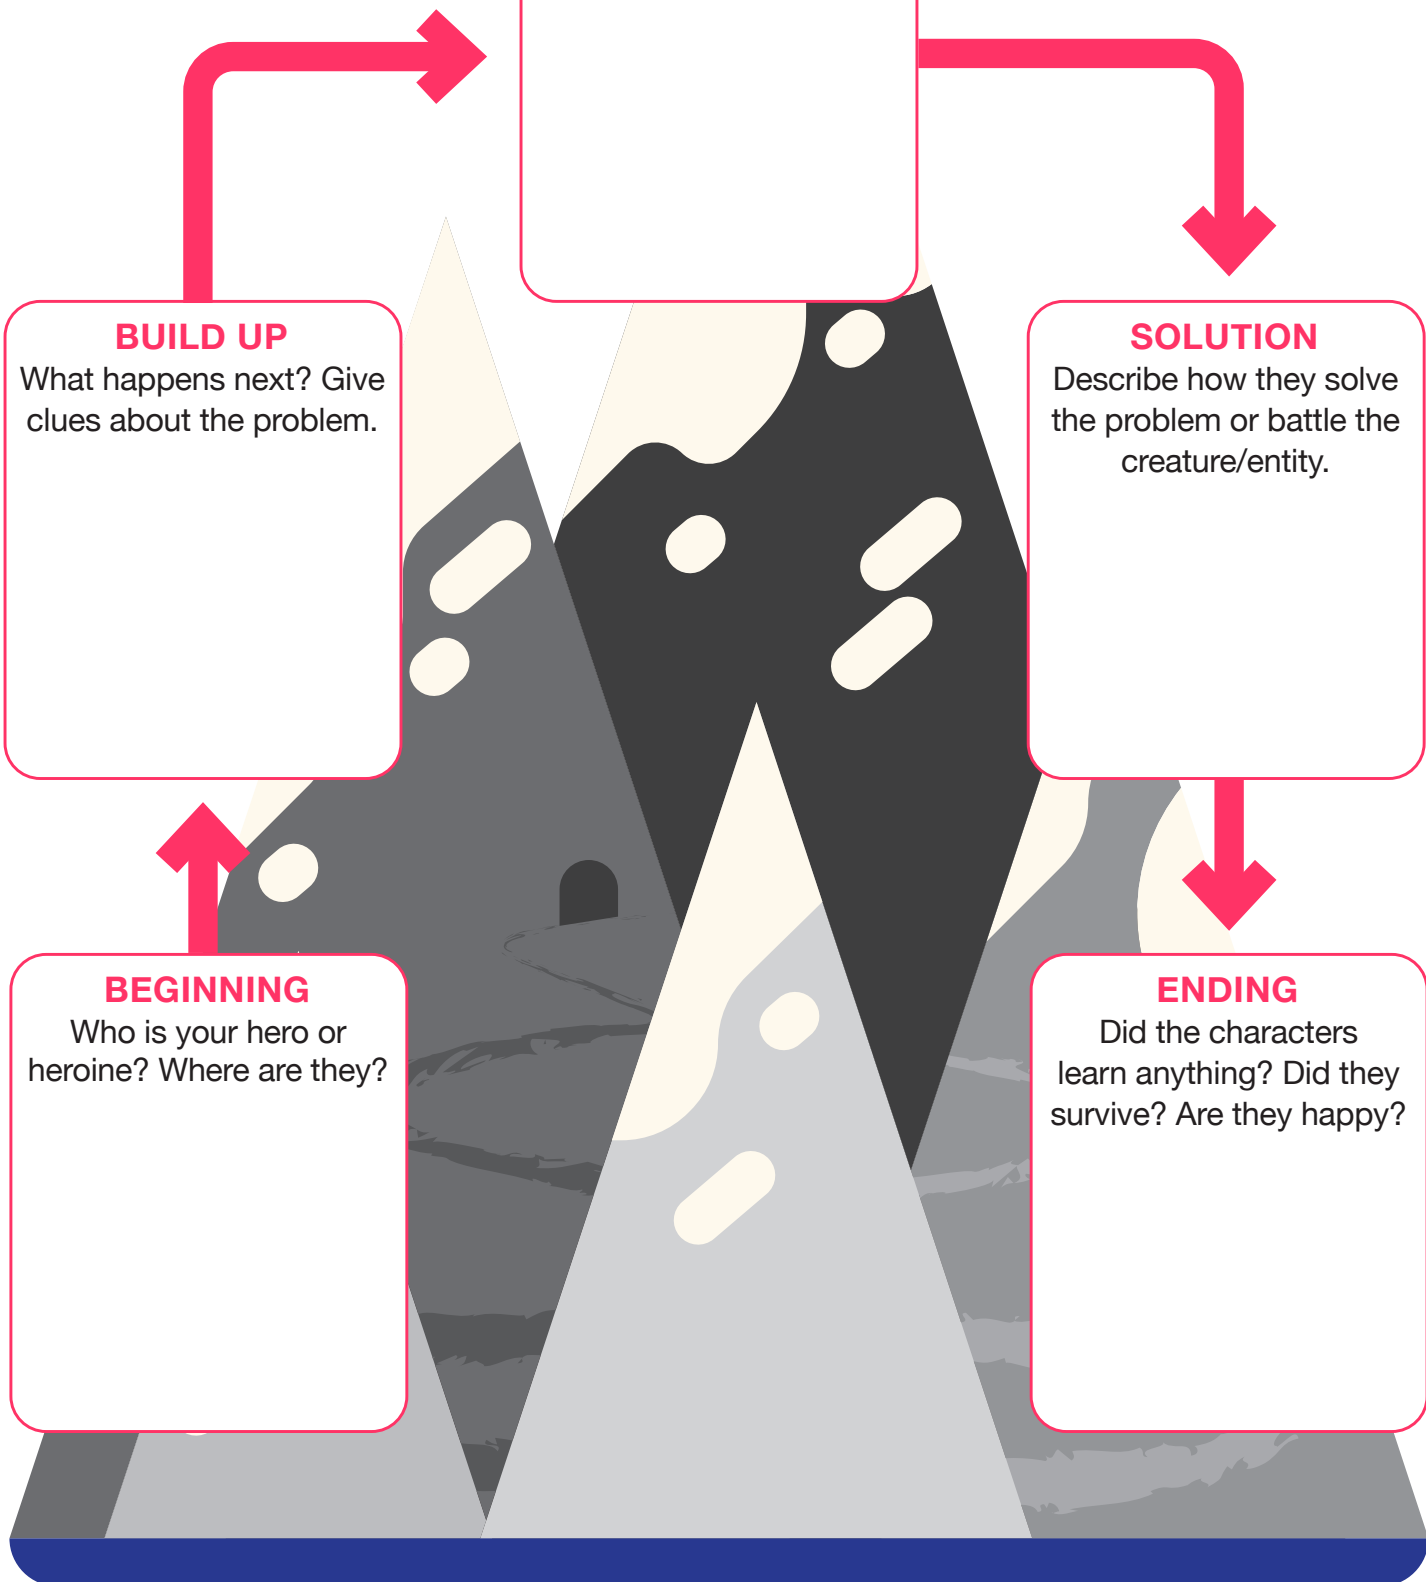 BUILD UP
What happens next? Give
clues about the problem.
SOLUTION
Describe how they solve
the problem or battle the
creature/entity.
BEGINNING
Who is your hero or
heroine? Where are they?
ENDING
Did the characters
learn anything? Did they
survive? Are they happy?